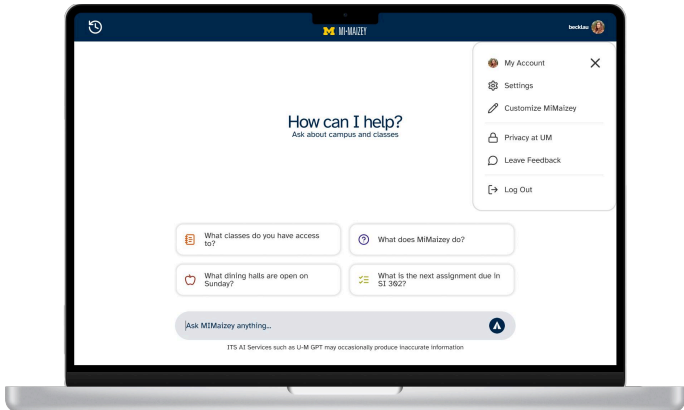 MI-MAIZEY
becklau
My Account
Settings
Customize MiMaizey
Privacy at UM
Leave Feedback
Log Out
How can I help?
Ask about campus and classes
What classes do you have access
to?
What does MiMaizey do?
What dining halls are open on
Sunday?
What is the next assignment due in
SI 302?
Ask MIMaizey anything...
ITS AI Services such as U-M GPT may occasionally produce inaccurate information